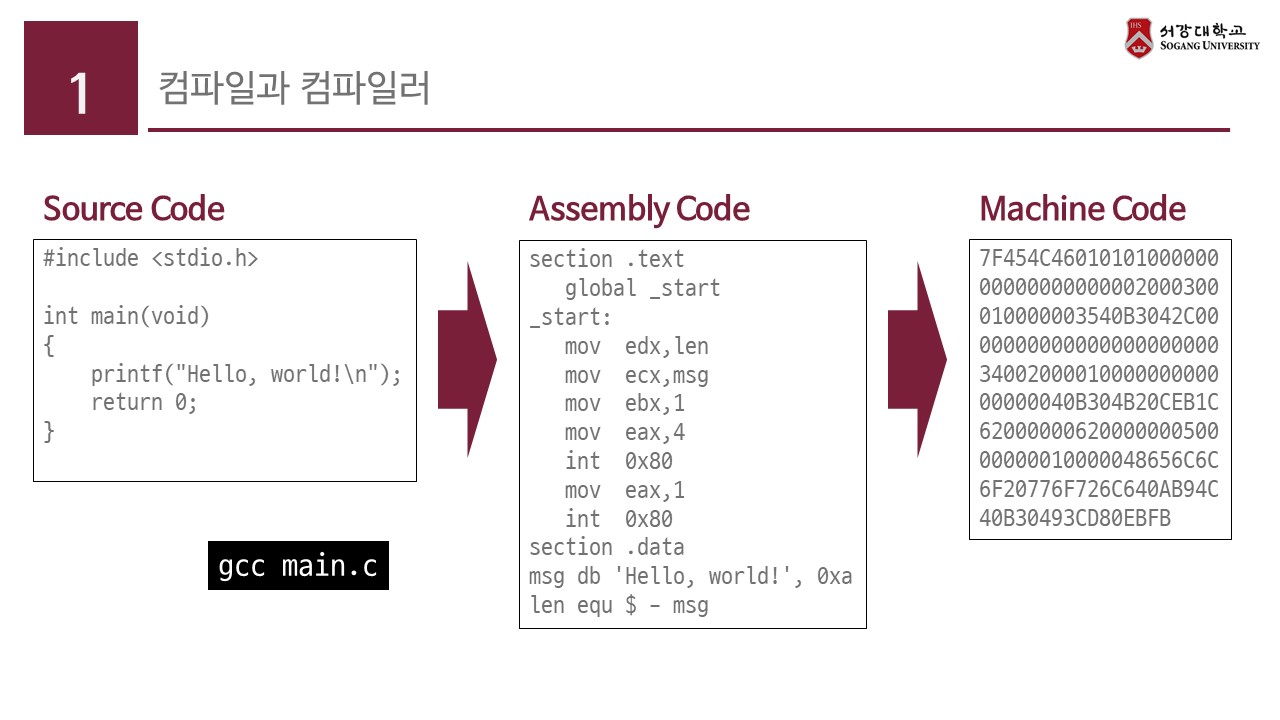 1
컴파일과 컴파일러
IHS
서강대학교
SOGANG UNIVERSITY
Source Code
#include <stdio.h>
int main(void)
{
    printf("Hello, world!\n");
    return 0;
}
gcc main.c
Assembly Code
section .text
   global _start
_start:
   mov  edx,len
   mov  ecx,msg
   mov  ebx,1
   mov  eax,4
   int  0x80
   mov  eax,1
   int  0x80
section .data
msg db 'Hello, world!', 0xa
len equ $ - msg
Machine Code
7F454C46010101000000
00000000000002000300
010000003540B3042C00
00000000000000000000
34002000010000000000
00000040B304B20CEB1C
62000000620000000500
00000010000048656C6C
6F20776F726C640AB94C
40B30493CD80EBFB